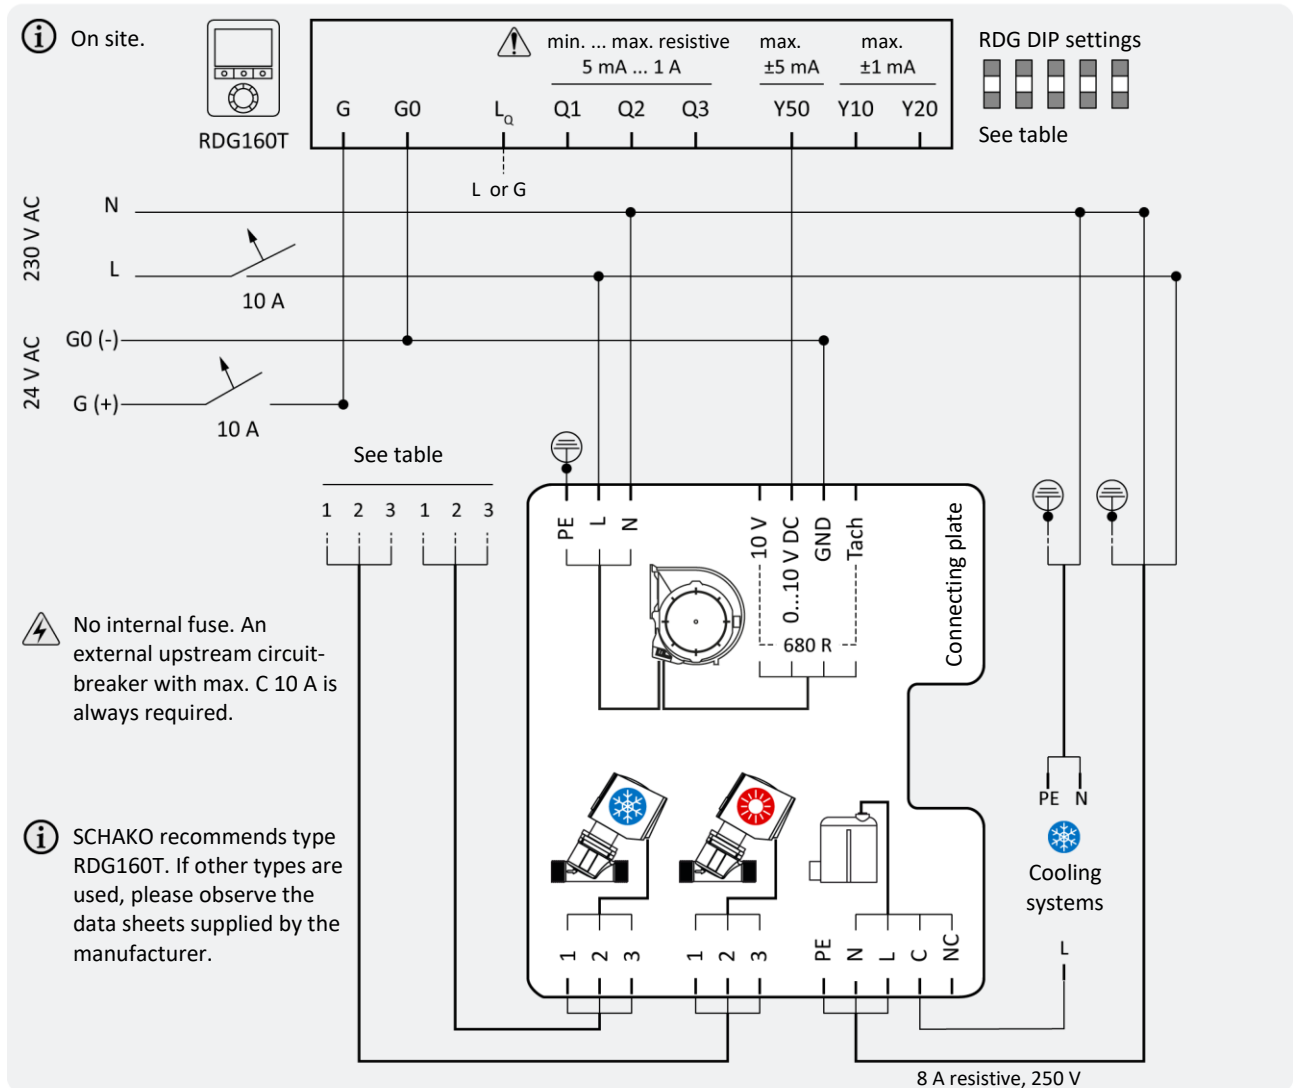 On site.
RDG160T
min. ... max. resistive
5 mA ... 1 A
max.
±5 mA
max.
±1 mA
G G0 LQ Q1 Q2 Q3 Y50 Y10 Y20
L or G
RDG DIP settings
See table
230 V AC
N
L
10 A
24 V AC
G0 (-)
G (+)
10 A
See table
1 2 3 1 2 3
PE L N
10 V
0...10 V DC
GND
Tach
680 R
Connecting plate
No internal fuse. An
external upstream circuit-
breaker with max. C 10 A is
always required.
SCHAKO recommends type
RDG160T. If other types are
used, please observe the
data sheets supplied by the
manufacturer.
PE N
Cooling
systems
L
1 2 3
1 2 3
PE N L C NC
8 A resistive, 250 V